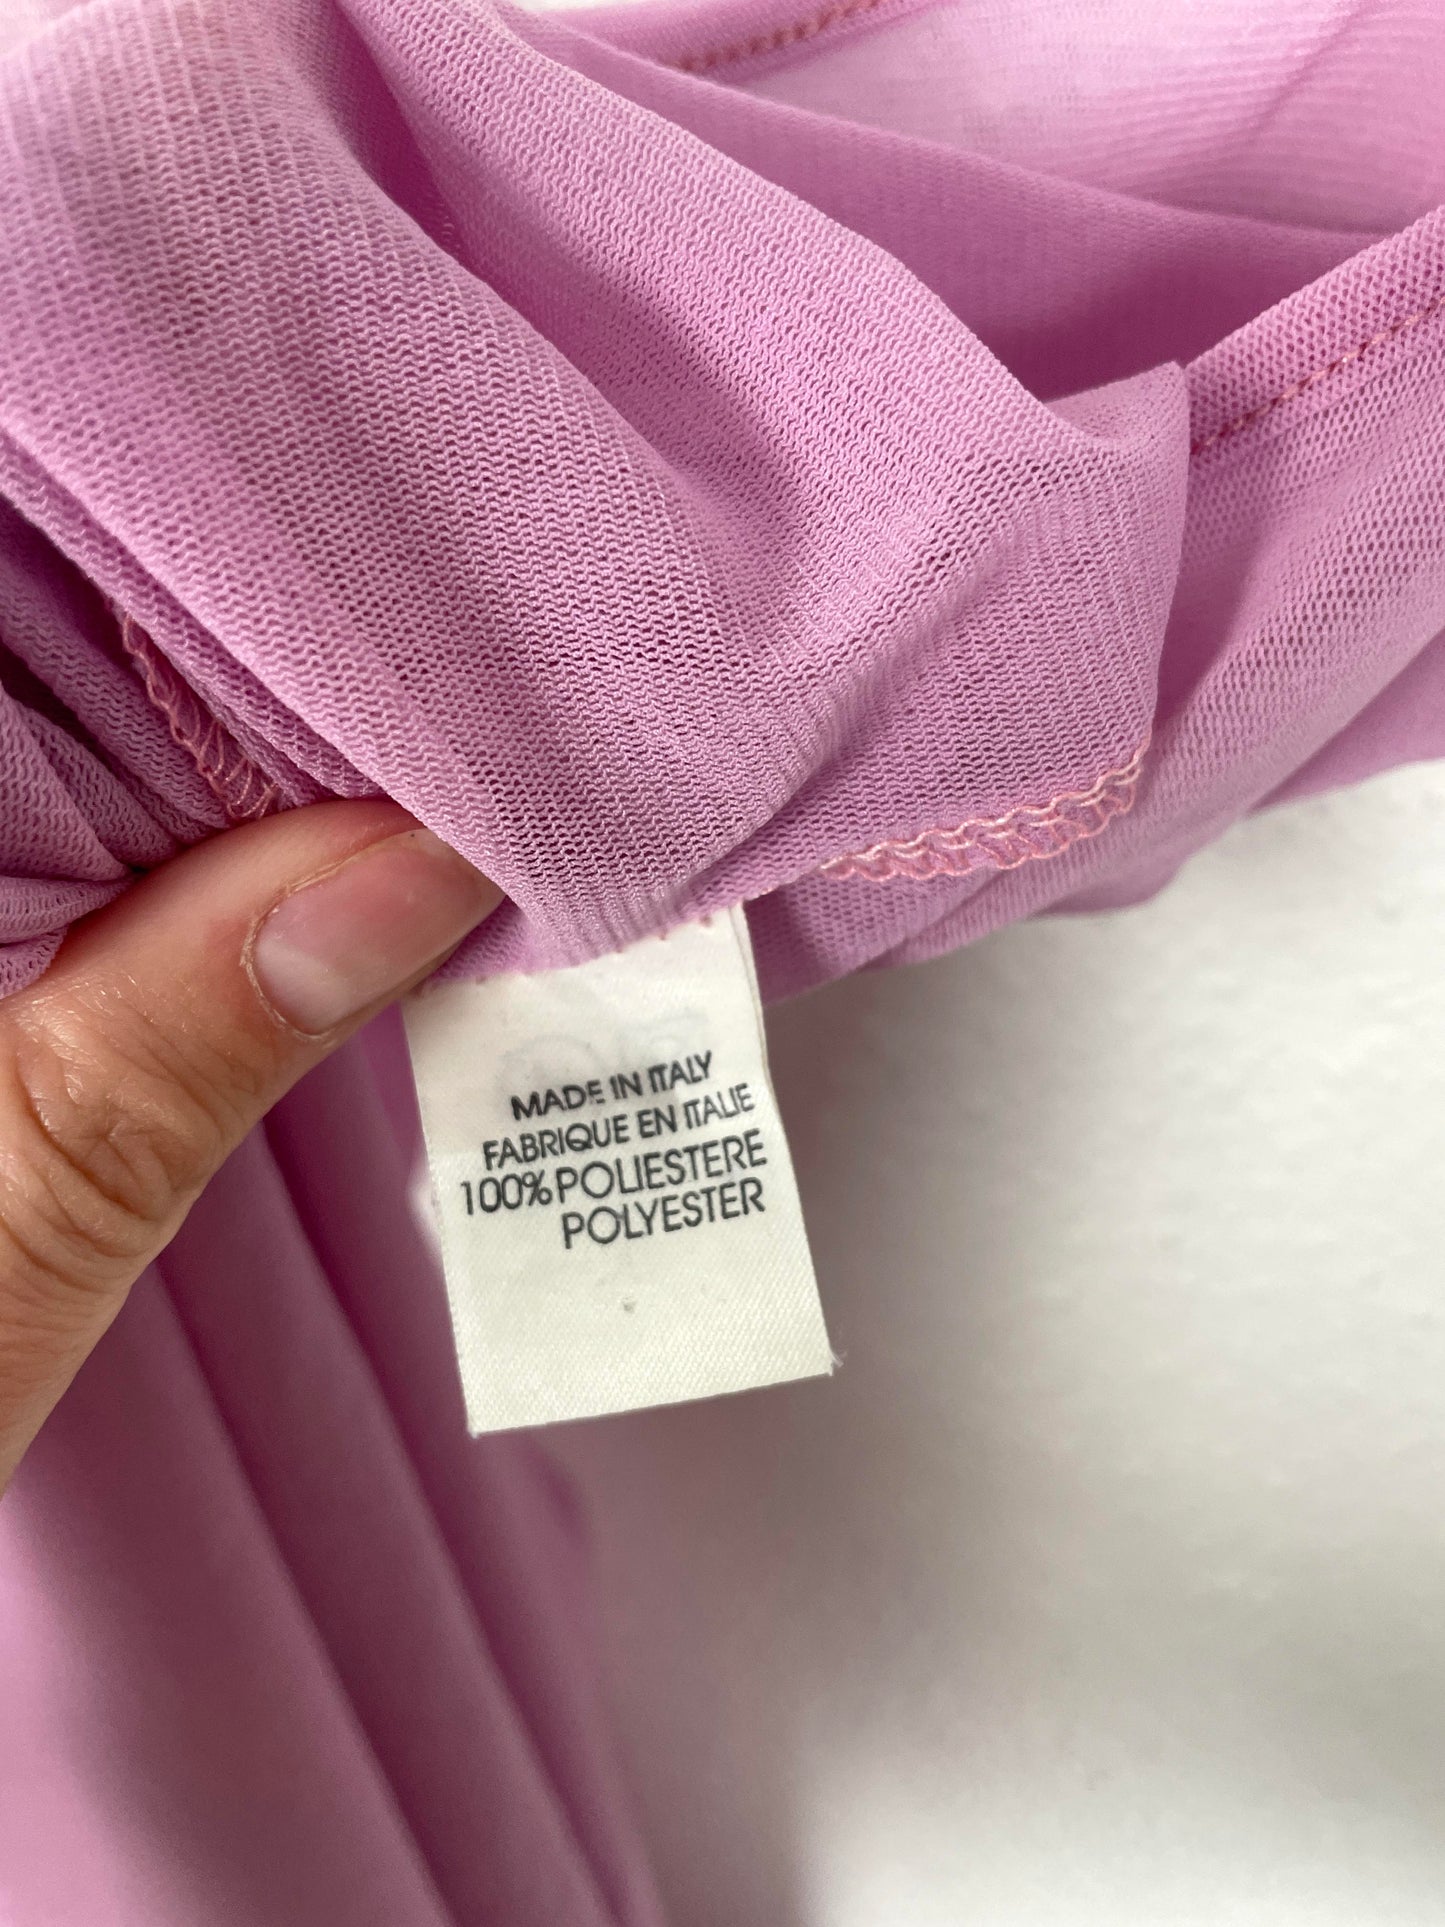 MADE IN ITALY
FABRIQUE EN ITALIE
100% POLIESTERE
POLYESTER